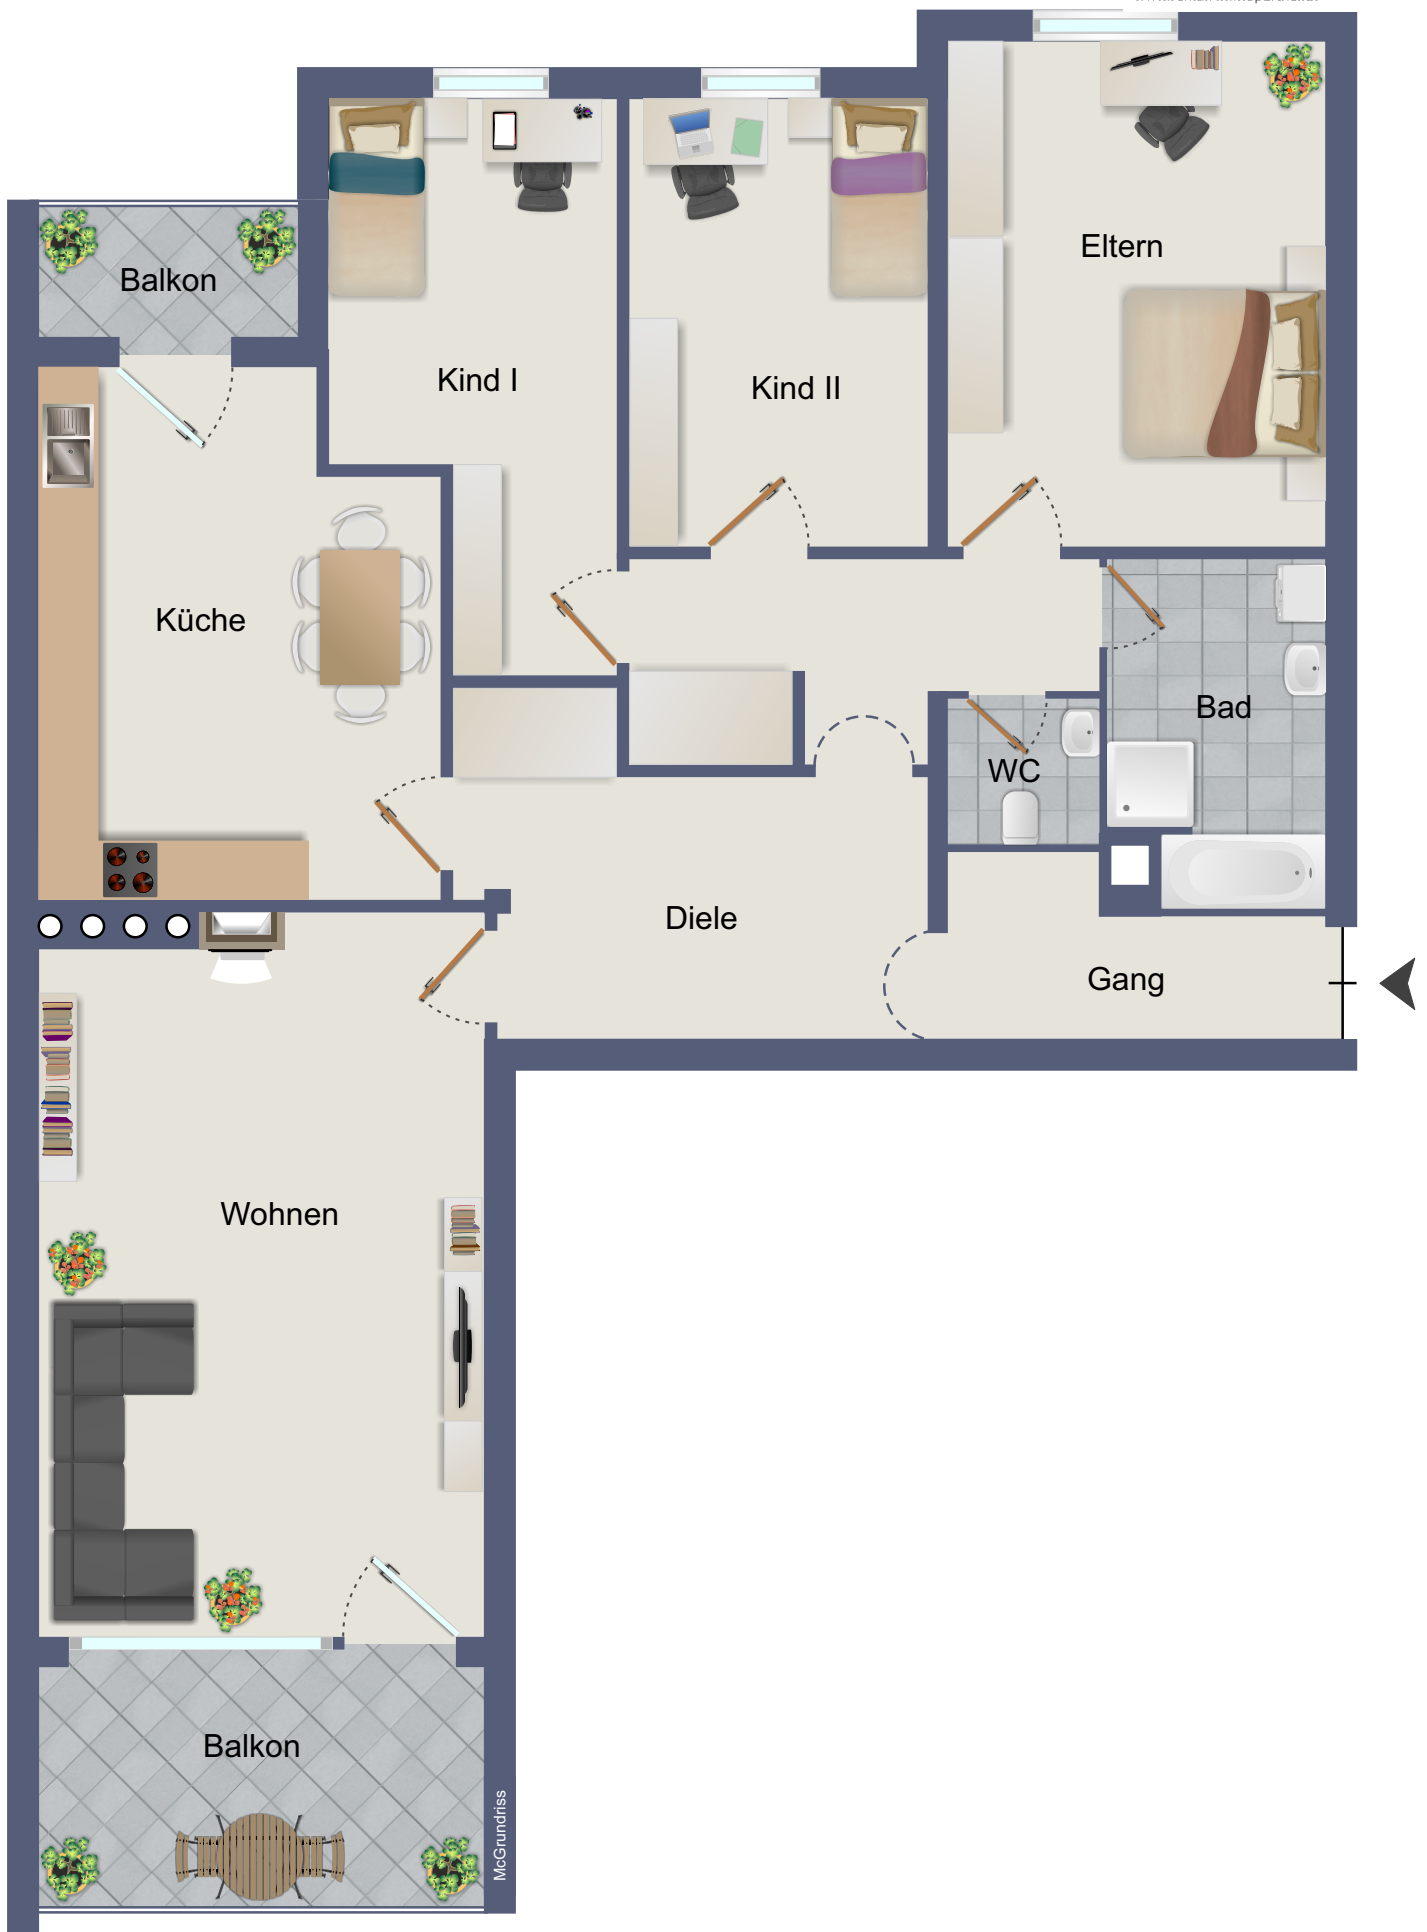 Eltern
Balkon
Kind I
Kind II
Küche
Bad
WC
Diele
Gang
Wohnen
Balkon
McGrundriss